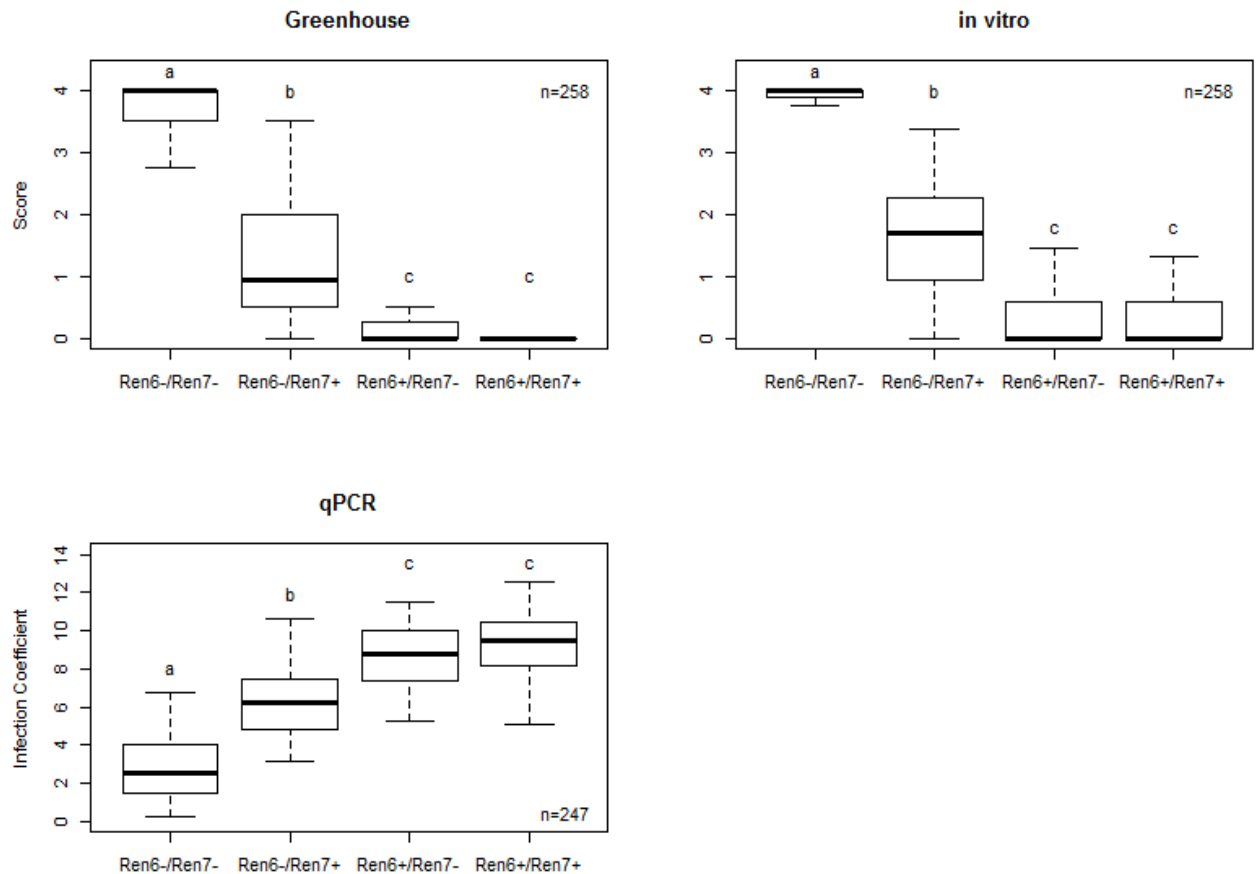 Greenhouse
a
b
n=258
c
c
Score
4
3
2
1
0
Ren6-/Ren7-
Ren6-/Ren7+
Ren6+/Ren7-
Ren6+/Ren7+
in vitro
a
b
n=258
c
c
4
3
2
1
0
Ren6-/Ren7-
Ren6-/Ren7+
Ren6+/Ren7-
Ren6+/Ren7+
qPCR
a
b
c
c
n=247
Infection Coefficient
14
12
10
8
6
4
2
0
Ren6-/Ren7-
Ren6-/Ren7+
Ren6+/Ren7-
Ren6+/Ren7+